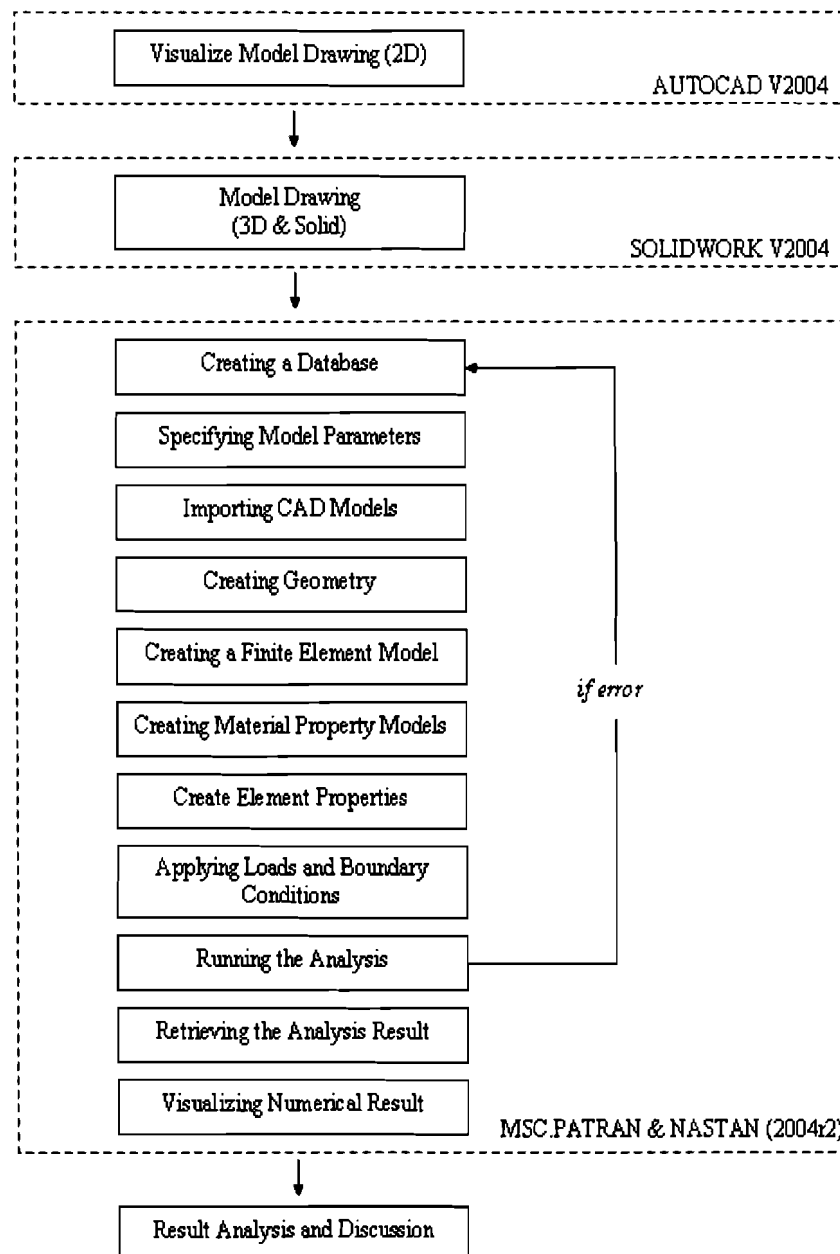 Visualize Model Drawing (2D)
AUTOCAD V2004
Model Drawing
(3D & Solid)
SOLIDWORK V2004
Creating a Database
Specifying Model Parameters
Importing CAD Models
Creating Geometry
Creating a Finite Element Model
if error
Creating Material Property Models
Create Element Properties
Applying Loads and Boundary
Conditions
Running the Analysis
Retrieving the Analysis Result
Visualizing Numerical Result
MSC.PATRAN & NASTAN (2004r2)
Result Analysis and Discussion